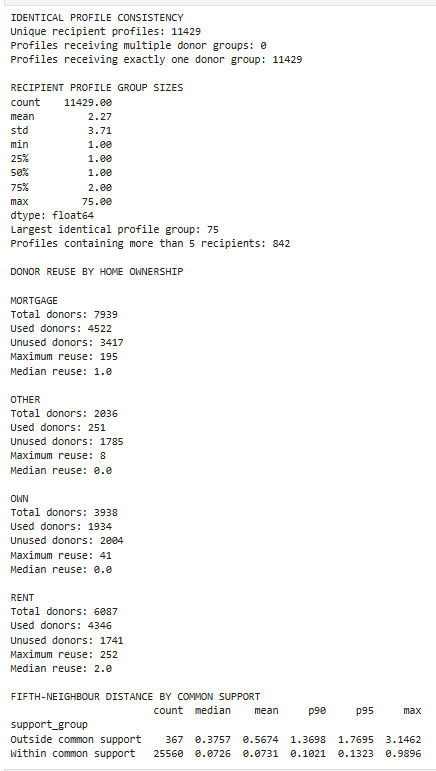 IDENTICAL PROFILE CONSISTENCY
Unique recipient profiles: 11429
Profiles receiving multiple donor groups: 0
Profiles receiving exactly one donor group: 11429

RECIPIENT PROFILE GROUP SIZES
count    11429.00
mean         2.27
std          3.71
min          1.00
25%          1.00
50%          1.00
75%          2.00
max         75.00
dtype: float64
Largest identical profile group: 75
Profiles containing more than 5 recipients: 842

DONOR REUSE BY HOME OWNERSHIP

MORTGAGE
Total donors: 7939
Used donors: 4522
Unused donors: 3417
Maximum reuse: 195
Median reuse: 1.0

OTHER
Total donors: 2036
Used donors: 251
Unused donors: 1785
Maximum reuse: 8
Median reuse: 0.0

OWN
Total donors: 3938
Used donors: 1934
Unused donors: 2004
Maximum reuse: 41
Median reuse: 0.0

RENT
Total donors: 6087
Used donors: 4346
Unused donors: 1741
Maximum reuse: 252
Median reuse: 2.0

FIFTH-NEIGHBOUR DISTANCE BY COMMON SUPPORT
                        count  median    mean     p90     p95     max
support_group
Outside common support    367  0.3757  0.5674  1.3698  1.7695  3.1462
Within common support   25560  0.0726  0.0731  0.1021  0.1323  0.9896